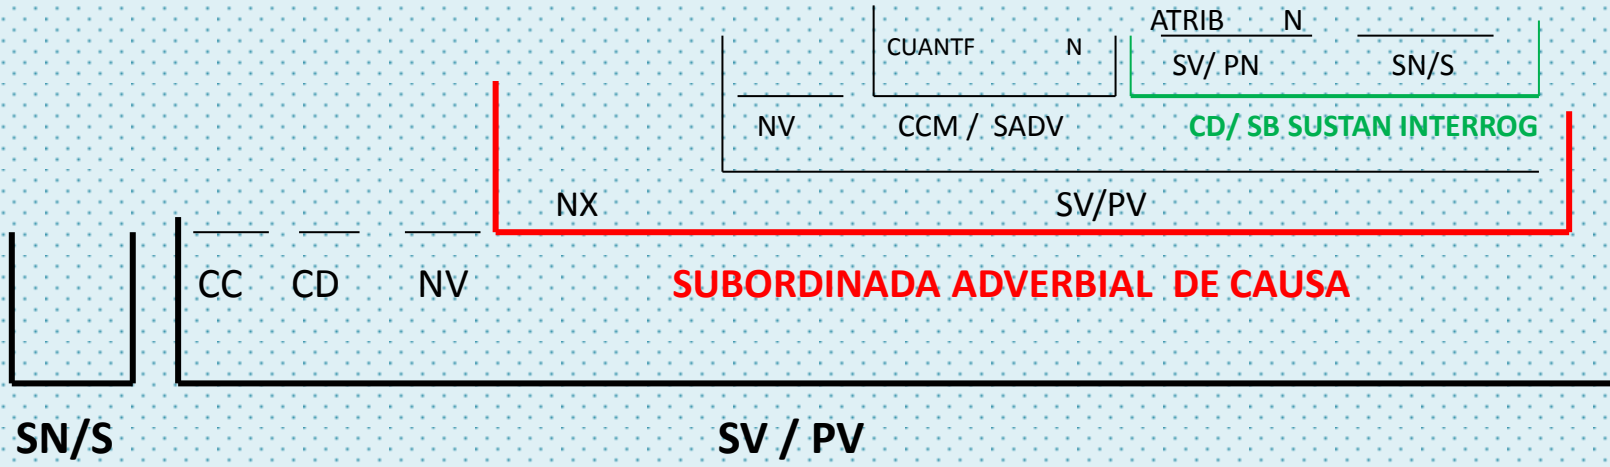 ATRIB N
CUANTF N
SV/ PN SN/S
NV CCM / SADV CD/ SB SUSTAN INTERROG
NX SV/PV
CC CD NV SUBORDINADA ADVERBIAL DE CAUSA
SN/S SV / PV